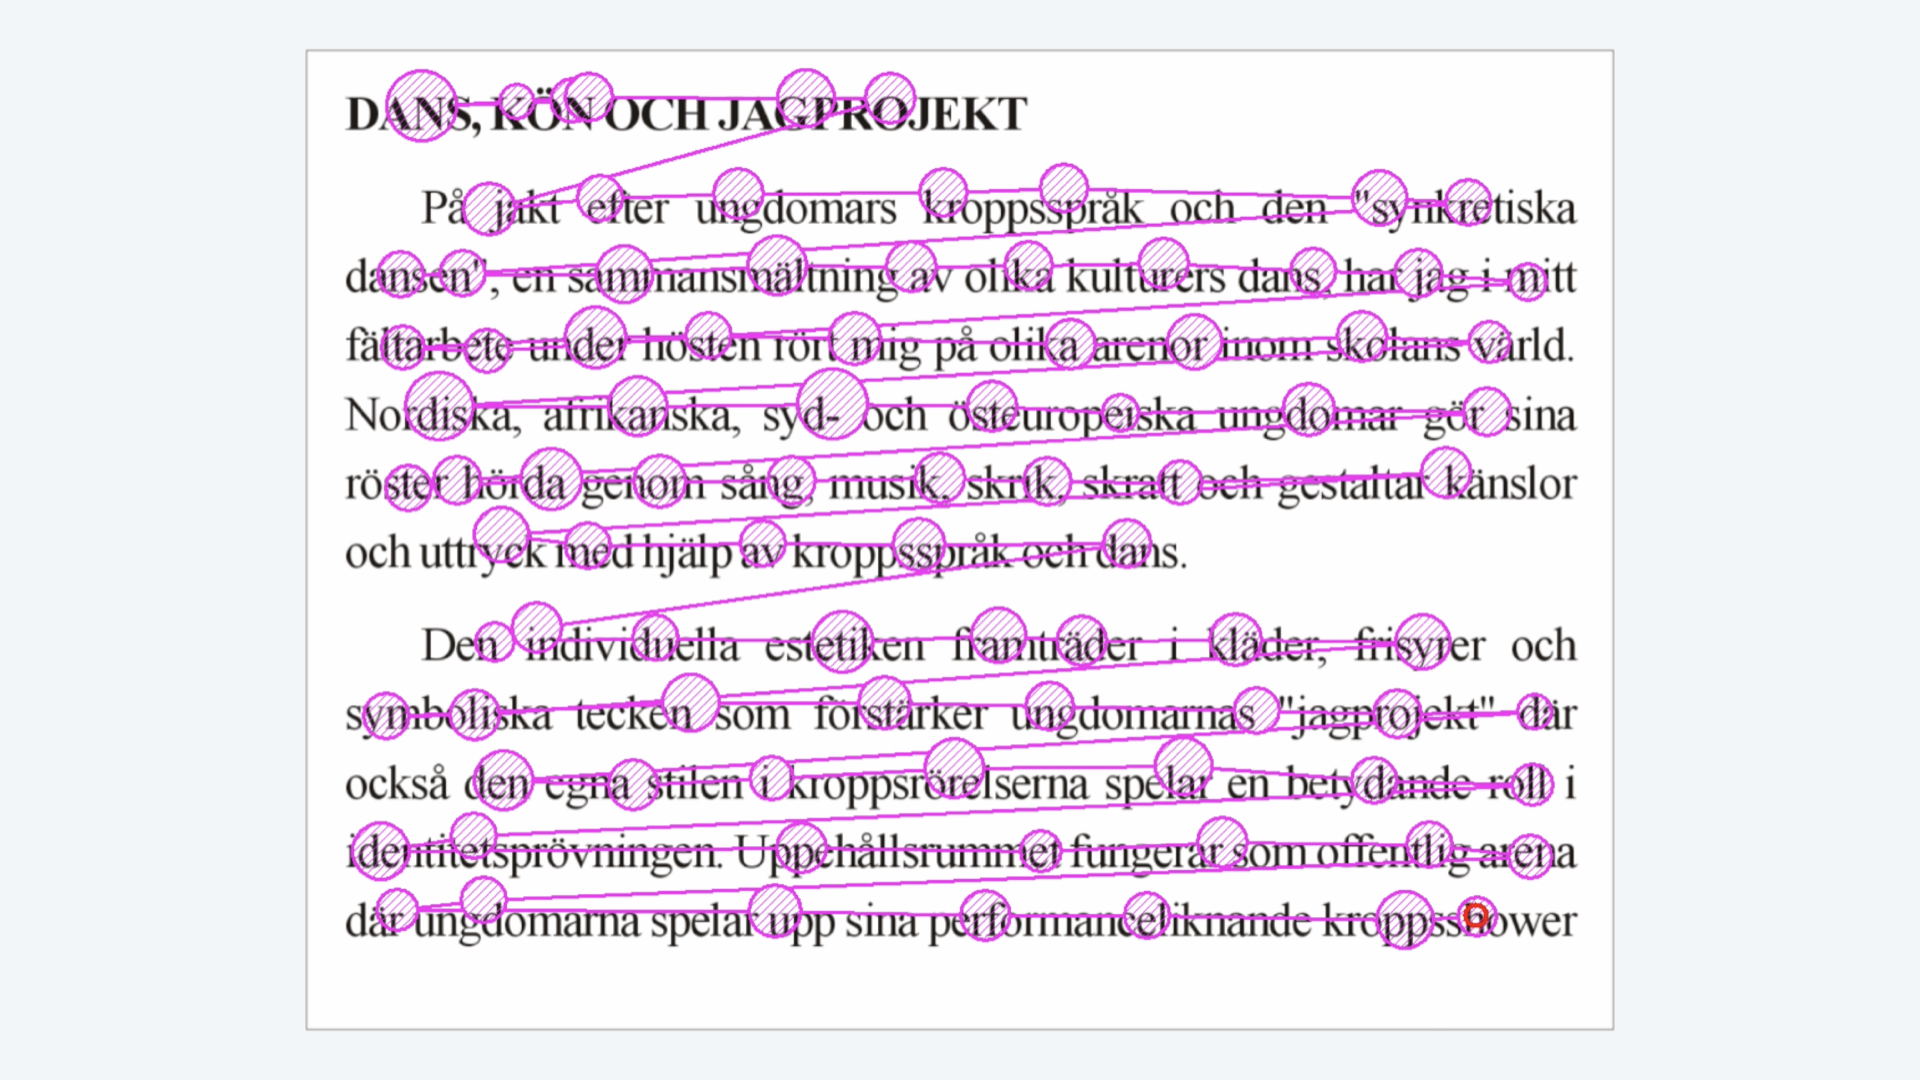 DANS, KÖN OCH JAGPROJEKT
På jakt efter ungdomars kroppsspråk och den "synkretiska
dansen", en sammansmältning av olika kulturers dans, har jag i mitt
fältarbete under hösten rört mig på olika arenor inom skolans värld.
Nordiska, afrikanska, syd- och östeuropeiska ungdomar gör sina
röster hörda genom sång, musik, skrik, skratt och gestaltar känslor
och uttryck med hjälp av kroppsspråk och dans.
Den individuella estetiken framträder i kläder, frisyrer och
symboliska tecken som förstärker ungdomarnas "jagprojekt" där
också den egna stilen i kroppsrörelserna spelar en betydande roll i
identitetsprövningen. Uppehållsrummet fungerar som offentlig arena
där ungdomarna spelar upp sina performanceliknande kroppsshower